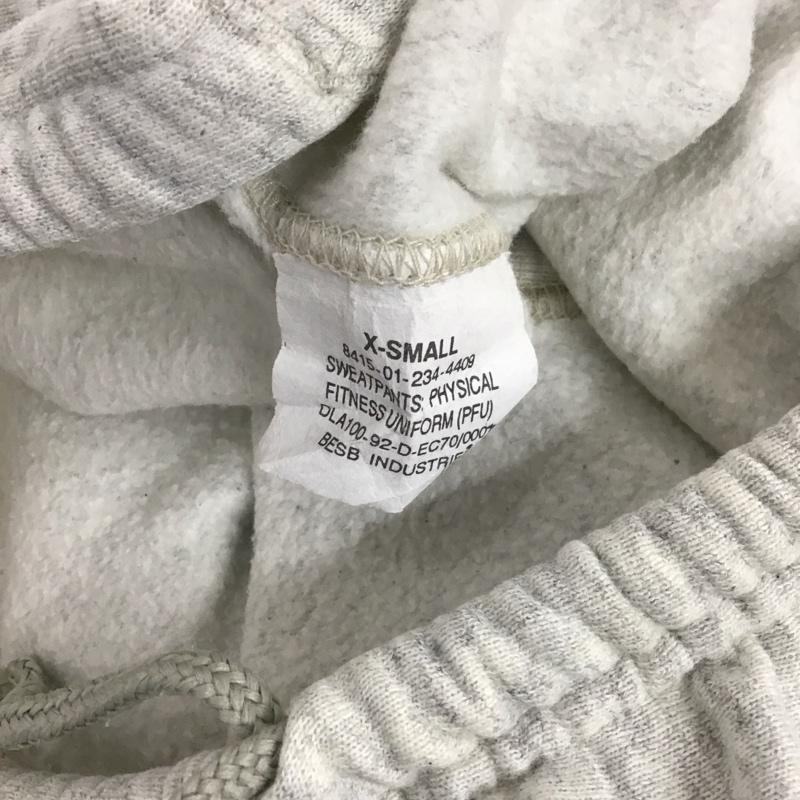 X-SMALL
8415-01-234-4409
SWEATPANTS, PHYSICAL
FITNESS UNIFORM (PFU)
DLA100-92-D-EC70/0007
BESB INDUSTRIES